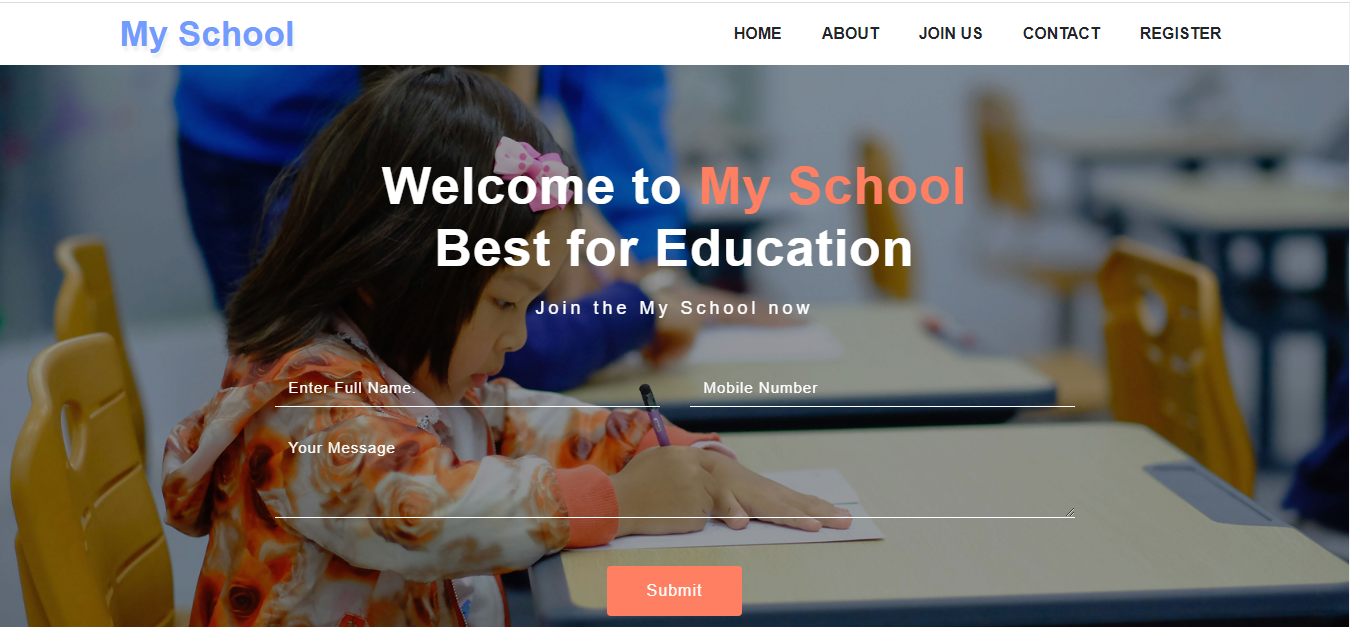 My School
HOME ABOUT JOIN US CONTACT REGISTER
Welcome to My School
Best for Education
Join the My School now
Enter Full Name.
Mobile Number
Your Message
Submit